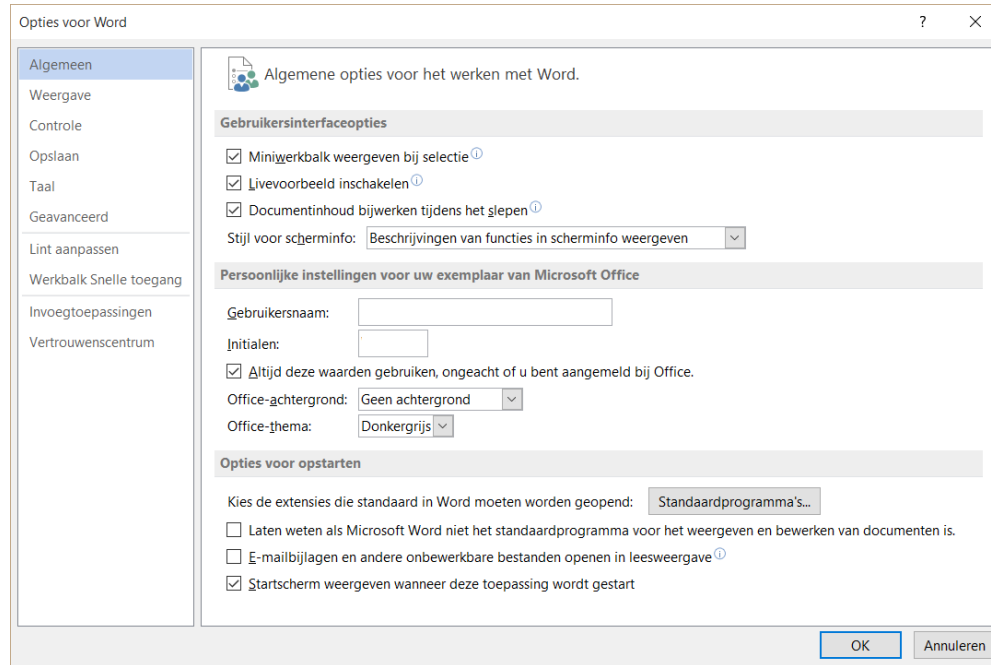 Opties voor Word
Algemeen
Weergave
Controle
Opslaan
Taal
Geavanceerd
Lint aanpassen
Werkbalk Snelle toegang
Invoegtoepassingen
Vertrouwenscentrum
Algemene opties voor het werken met Word.
Gebruikersinterfaceopties
Miniwerkbalk weergeven bij selectie
Livevoorbeeld inschakelen
Documentinhoud bijwerken tijdens het slepen
Stijl voor scherminfo: Beschrijvingen van functies in scherminfo weergeven
Persoonlijke instellingen voor uw exemplaar van Microsoft Office
Gebruikersnaam:
Initialen:
Altijd deze waarden gebruiken, ongeacht of u bent aangemeld bij Office.
Office-achtergrond: Geen achtergrond
Office-thema: Donkergrijs
Opties voor opstarten
Kies de extensies die standaard in Word moeten worden geopend: Standaardprogramma's...
Laten weten als Microsoft Word niet het standaardprogramma voor het weergeven en bewerken van documenten is.
E-mailbijlagen en andere onbewerkbare bestanden openen in leesweergave
Startscherm weergeven wanneer deze toepassing wordt gestart
OK Annuleren